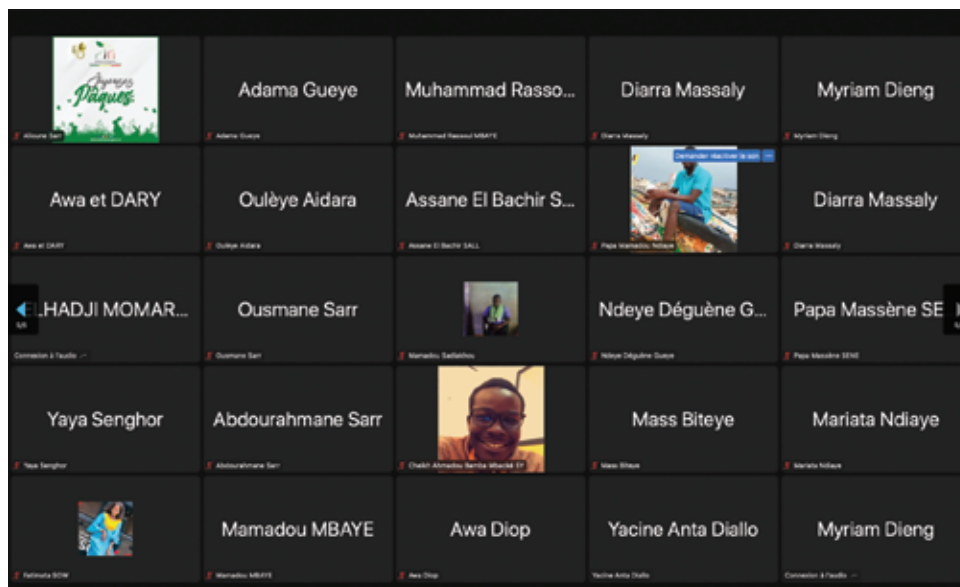 Joyeuses
Pâques
Alioune Sarr
Adama Gueye
Adama Gueye
Muhammad Rasso...
Muhammad Rassoul MBAYE
Diarra Massaly
Diarra Massaly
Myriam Dieng
Myriam Dieng
Awa et DARY
Awa et DARY
Oulèye Aidara
Oulèye Aidara
Assane El Bachir S...
Assane El Bachir SALL
Demander réactiver le son ...
Papa Mamadou Ndiaye
Diarra Massaly
Diarra Massaly
ELHADJI MOMAR...
Connexion à l'audio
Ousmane Sarr
Ousmane Sarr
Mamadou Sadiakhou
Ndeye Déguène G...
Ndeye Déguène Gueye
Papa Massène SE
Papa Massène SENE
Yaya Senghor
Yaya Senghor
Abdourahmane Sarr
Abdourahmane Sarr
Cheikh Ahmadou Bamba Mbacké SY
Mass Biteye
Mass Biteye
Mariata Ndiaye
Mariata Ndiaye
Fatimata SOW
Mamadou MBAYE
Mamadou MBAYE
Awa Diop
Awa Diop
Yacine Anta Diallo
Yacine Anta Diallo
Myriam Dieng
Connexion à l'audio